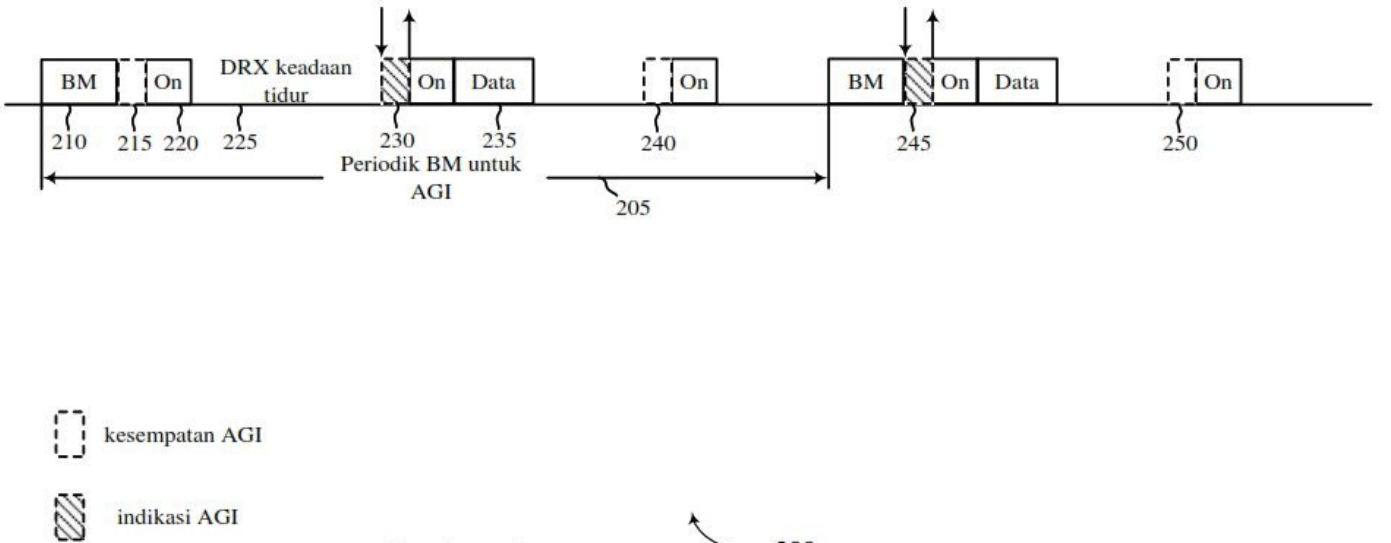 BM On DRX keadaan On Data On BM On Data On
tidur
210 215 220 225 230 235 240 245 250
Periodik BM untuk
AGI
205
kesempatan AGI
indikasi AGI